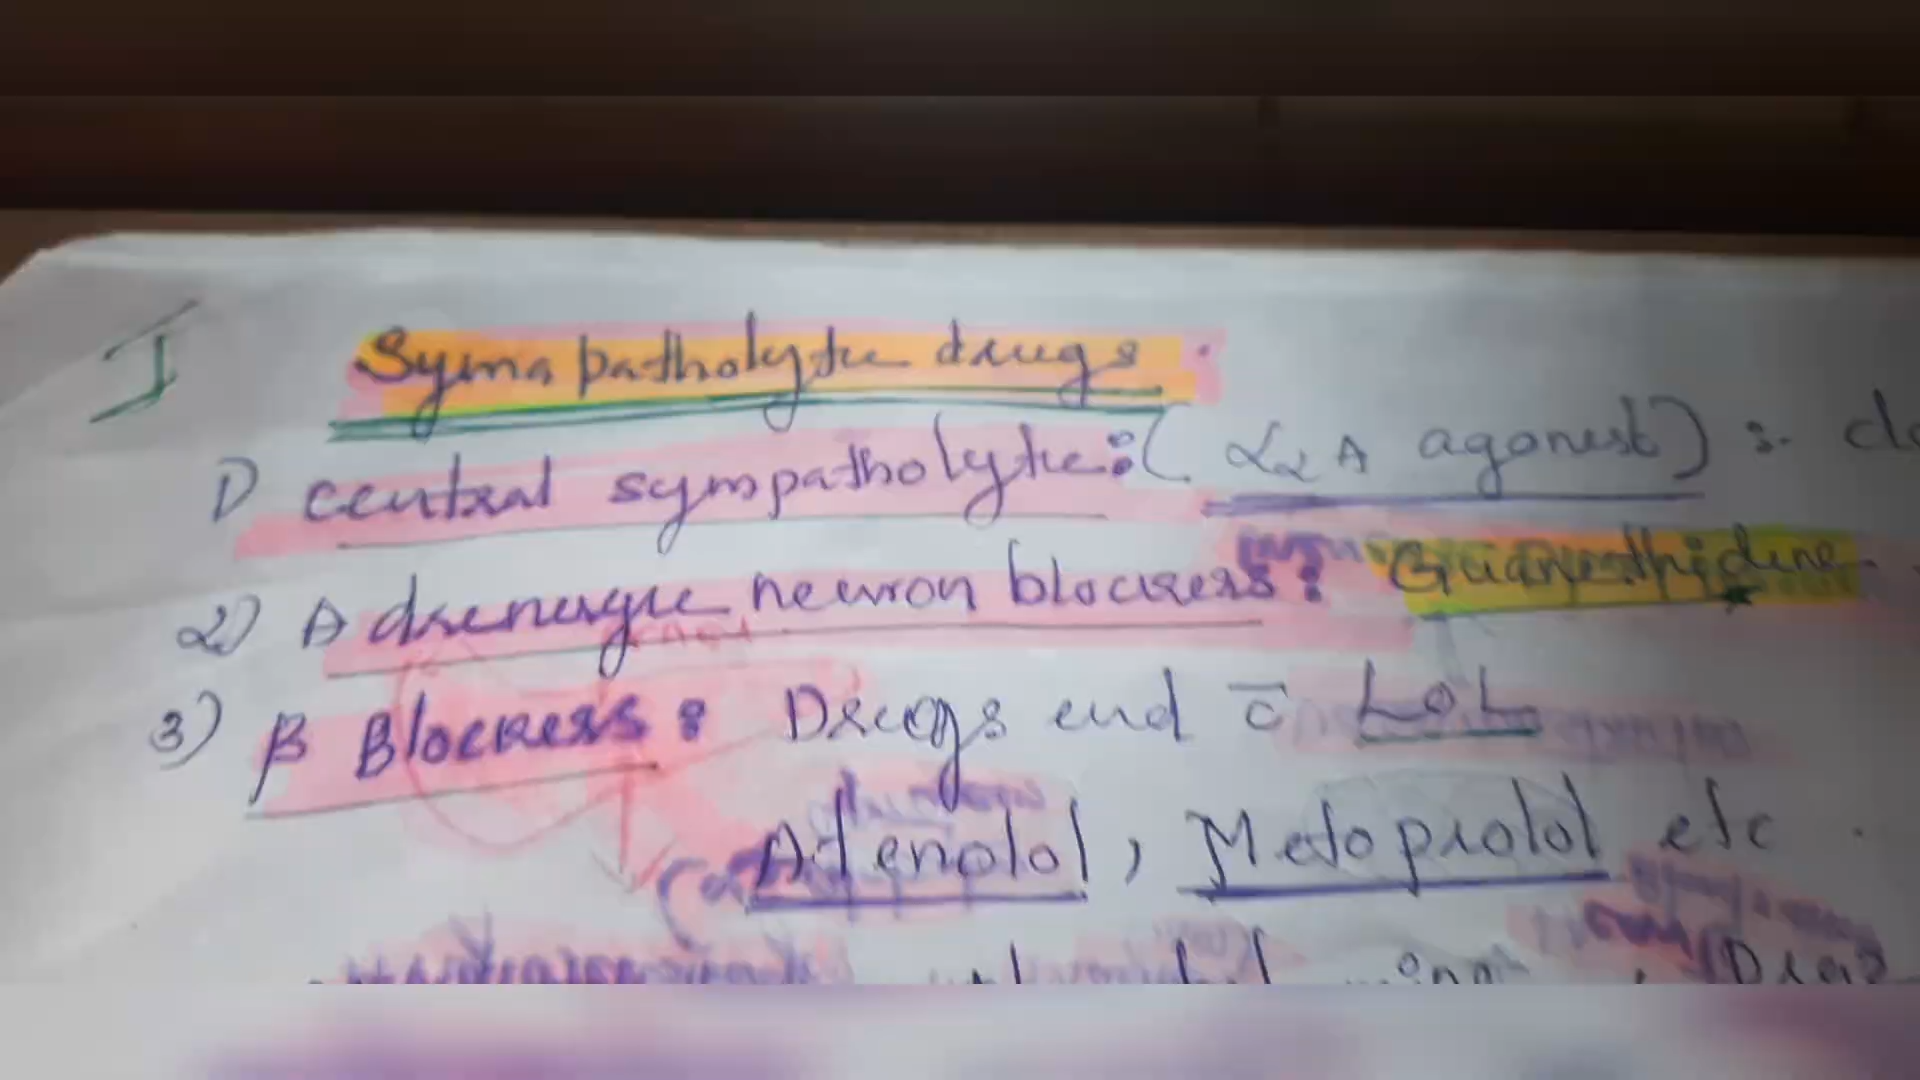 I Sympatholytic drugs.
1) central sympatholytic: (α2A agonist) :- clo
2) Adrenergic neuron blockers: Guanethidine.
3) β Blockers: Drugs end c̄ LOL
Atenolol, Metoprolol etc.